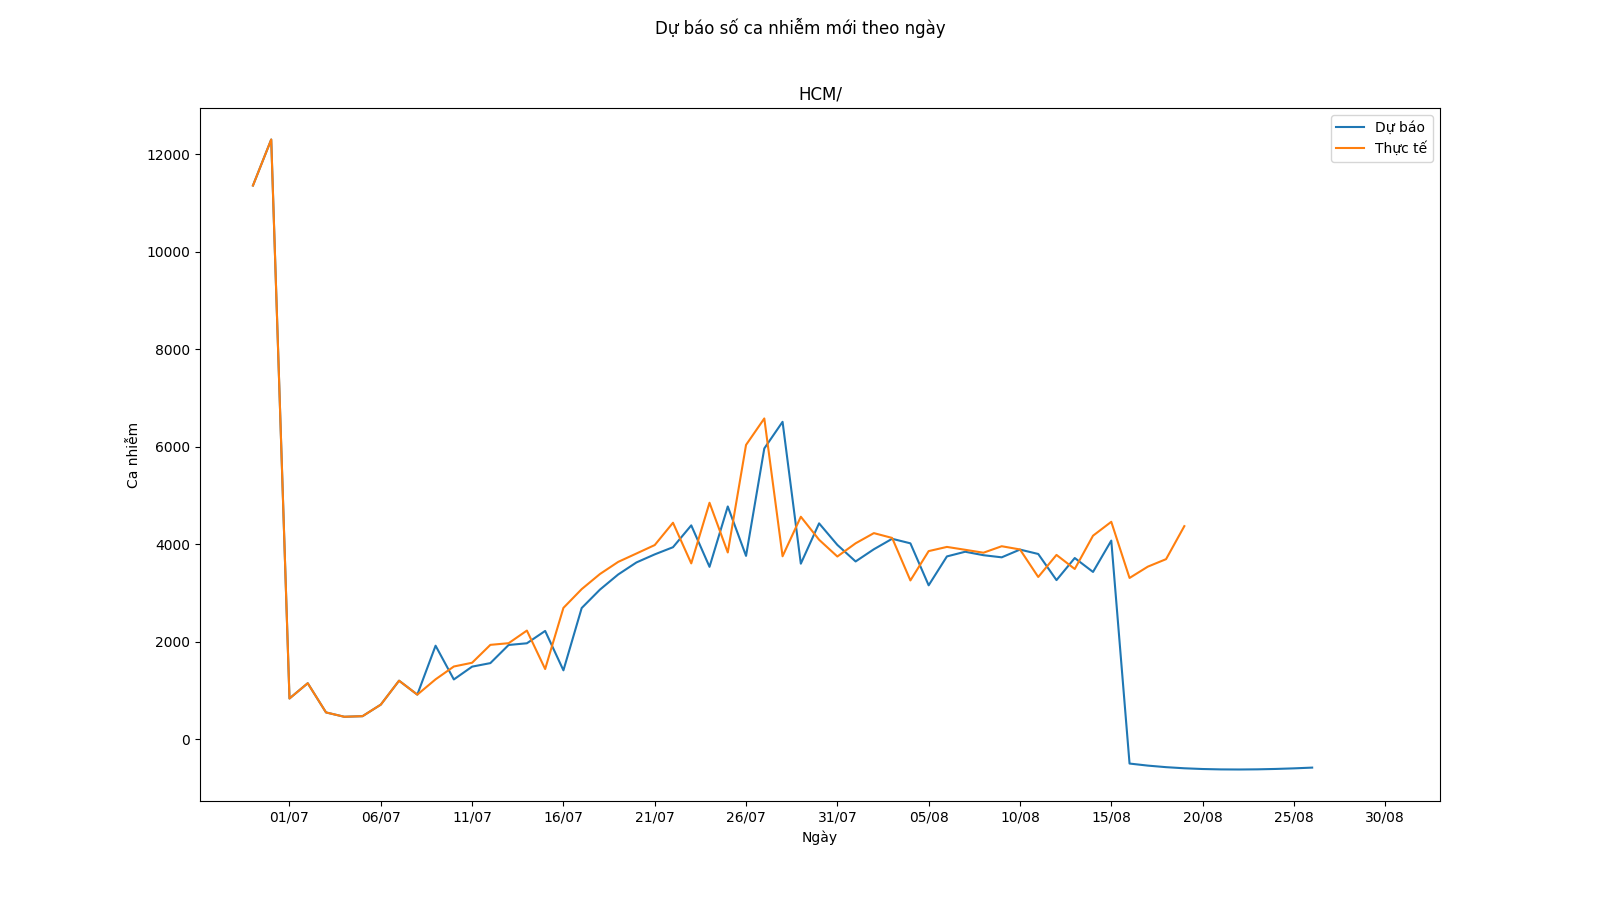 Dự báo số ca nhiễm mới theo ngày
HCM/
Dự báo
Thực tế
12000
10000
8000
6000
4000
2000
0
Ca nhiễm
01/07 06/07 11/07 16/07 21/07 26/07 31/07 05/08 10/08 15/08 20/08 25/08 30/08
Ngày